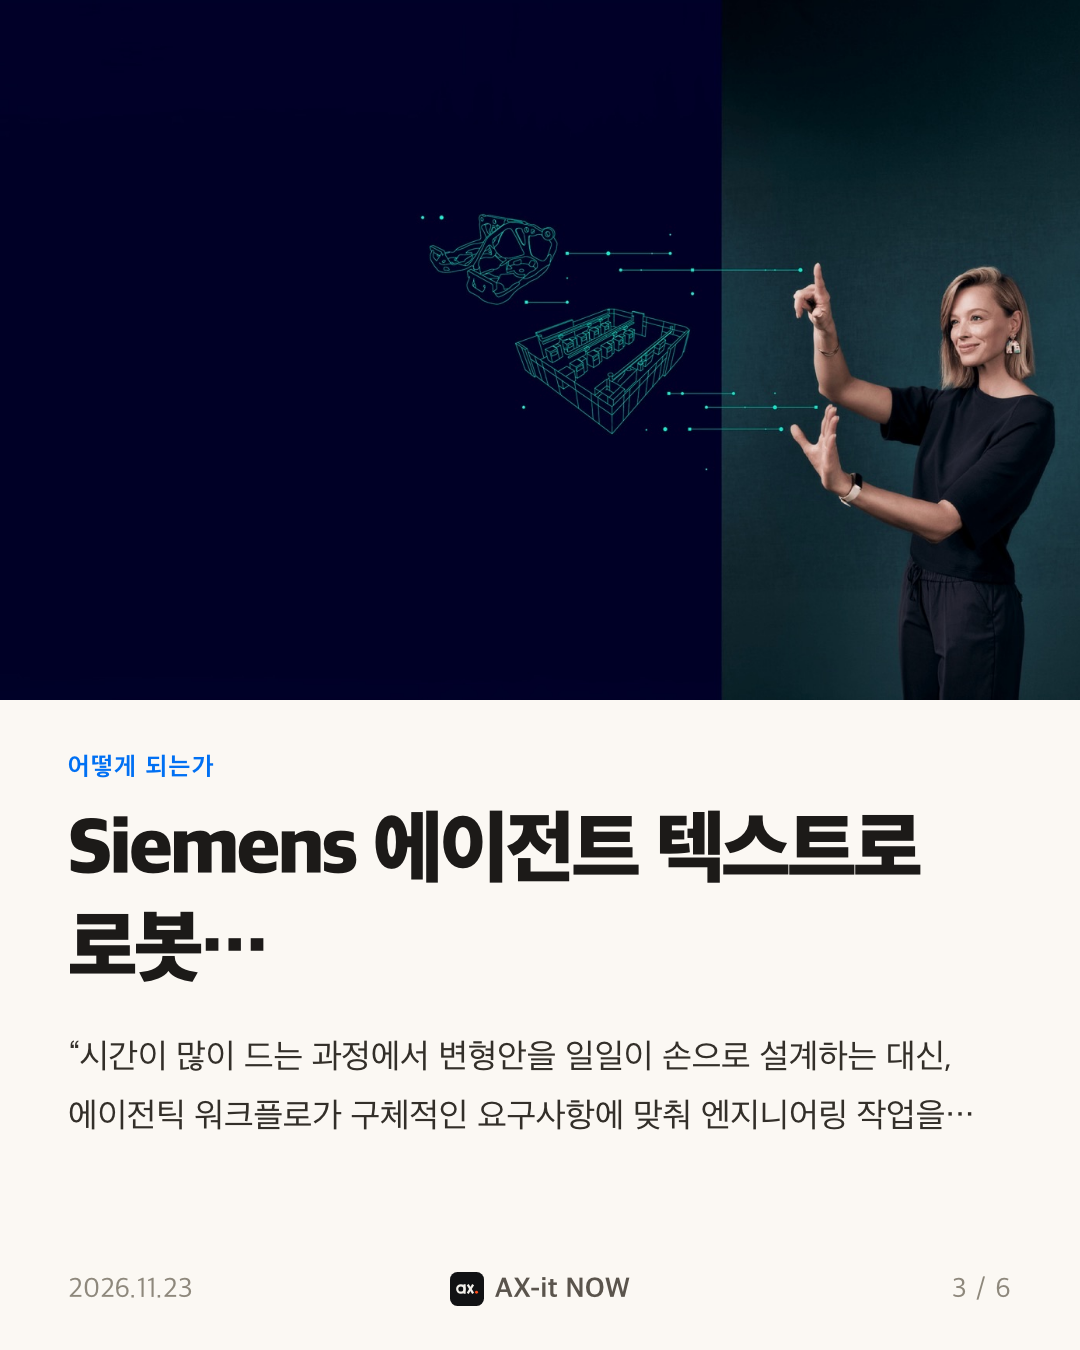 어떻게 되는가
Siemens 에이전트 텍스트로
로봇…
“시간이 많이 드는 과정에서 변형안을 일일이 손으로 설계하는 대신,
에이전틱 워크플로가 구체적인 요구사항에 맞춰 엔지니어링 작업을…
2026.11.23
ax.
AX-it NOW
3 / 6